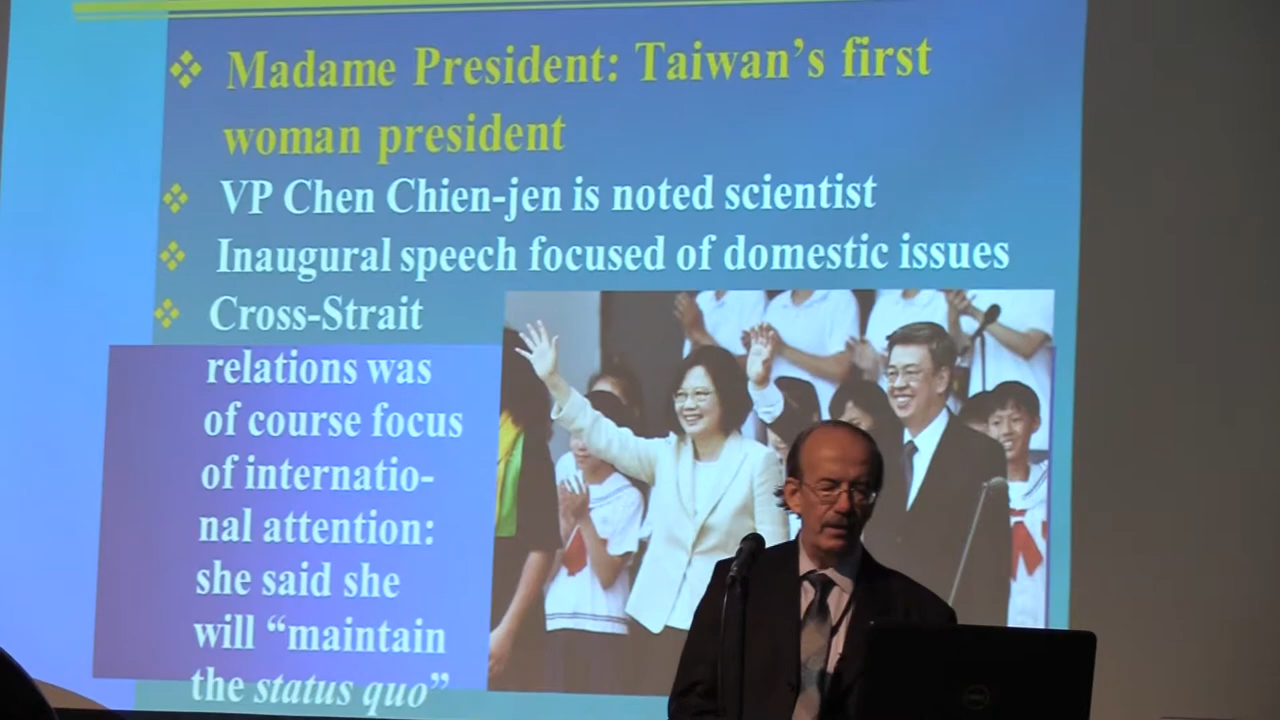 Madame President: Taiwan's first
woman president
VP Chen Chien-jen is noted scientist
Inaugural speech focused of domestic issues
Cross-Strait
relations was
of course focus
of internatio-
nal attention:
she said she
will “maintain
the status quo”
DELL